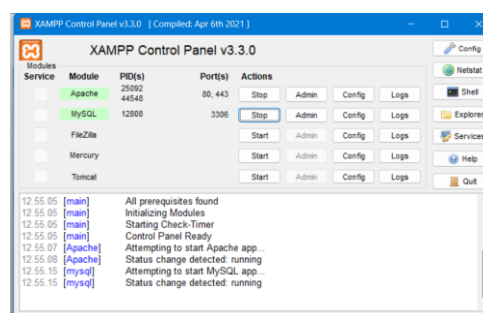 XAMPP Control Panel v3.3.0 [ Compiled: Apr 6th 2021 ]
XAMPP Control Panel v3.3.0
Config
Modules
Service Module PID(s) Port(s) Actions
Netstat
Apache 25092 44548 80, 443 Stop Admin Config Logs
Shell
MySQL 12808 3306 Stop Admin Config Logs
Explorer
FileZilla Start Admin Config Logs
Services
Mercury Start Admin Config Logs
Help
Tomcat Start Admin Config Logs
Quit
12.55.05 [main] All prerequisites found
12.55.05 [main] Initializing Modules
12.55.05 [main] Starting Check-Timer
12.55.05 [main] Control Panel Ready
12.55.07 [Apache] Attempting to start Apache app...
12.55.08 [Apache] Status change detected: running
12.55.15 [mysql] Attempting to start MySQL app...
12.55.15 [mysql] Status change detected: running